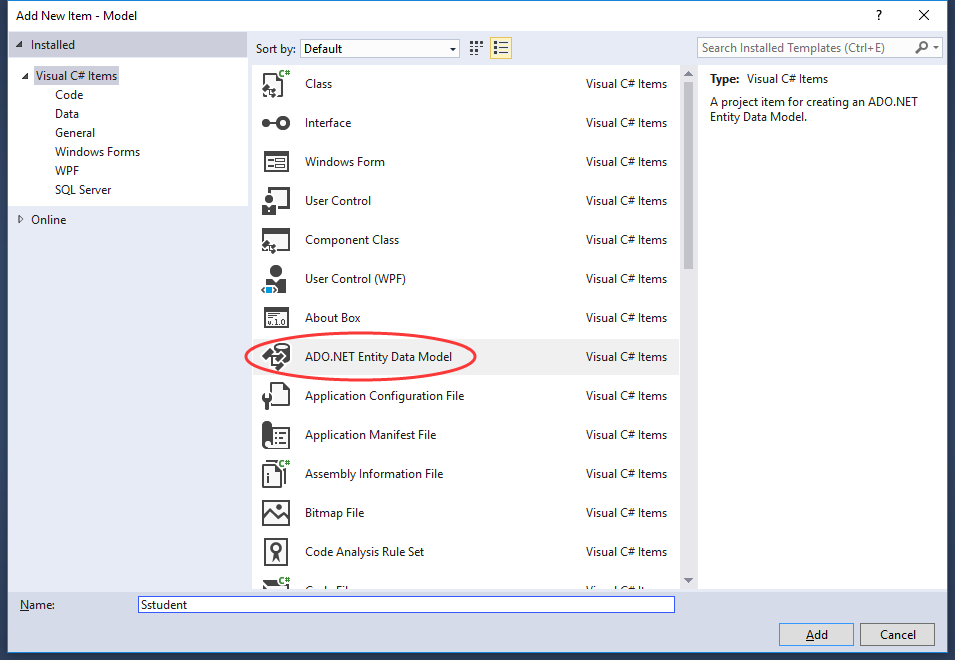 Add New Item - Model
?
Installed
Sort by: Default
Search Installed Templates (Ctrl+E)
Visual C# Items
Code
Data
General
Windows Forms
WPF
SQL Server
Online
Class Visual C# Items
Interface Visual C# Items
Windows Form Visual C# Items
User Control Visual C# Items
Component Class Visual C# Items
User Control (WPF) Visual C# Items
v.1.0 About Box Visual C# Items
ADO.NET Entity Data Model Visual C# Items
Application Configuration File Visual C# Items
Application Manifest File Visual C# Items
Assembly Information File Visual C# Items
Bitmap File Visual C# Items
Code Analysis Rule Set Visual C# Items
Type: Visual C# Items
A project item for creating an ADO.NET
Entity Data Model.
Name: Sstudent
Add Cancel